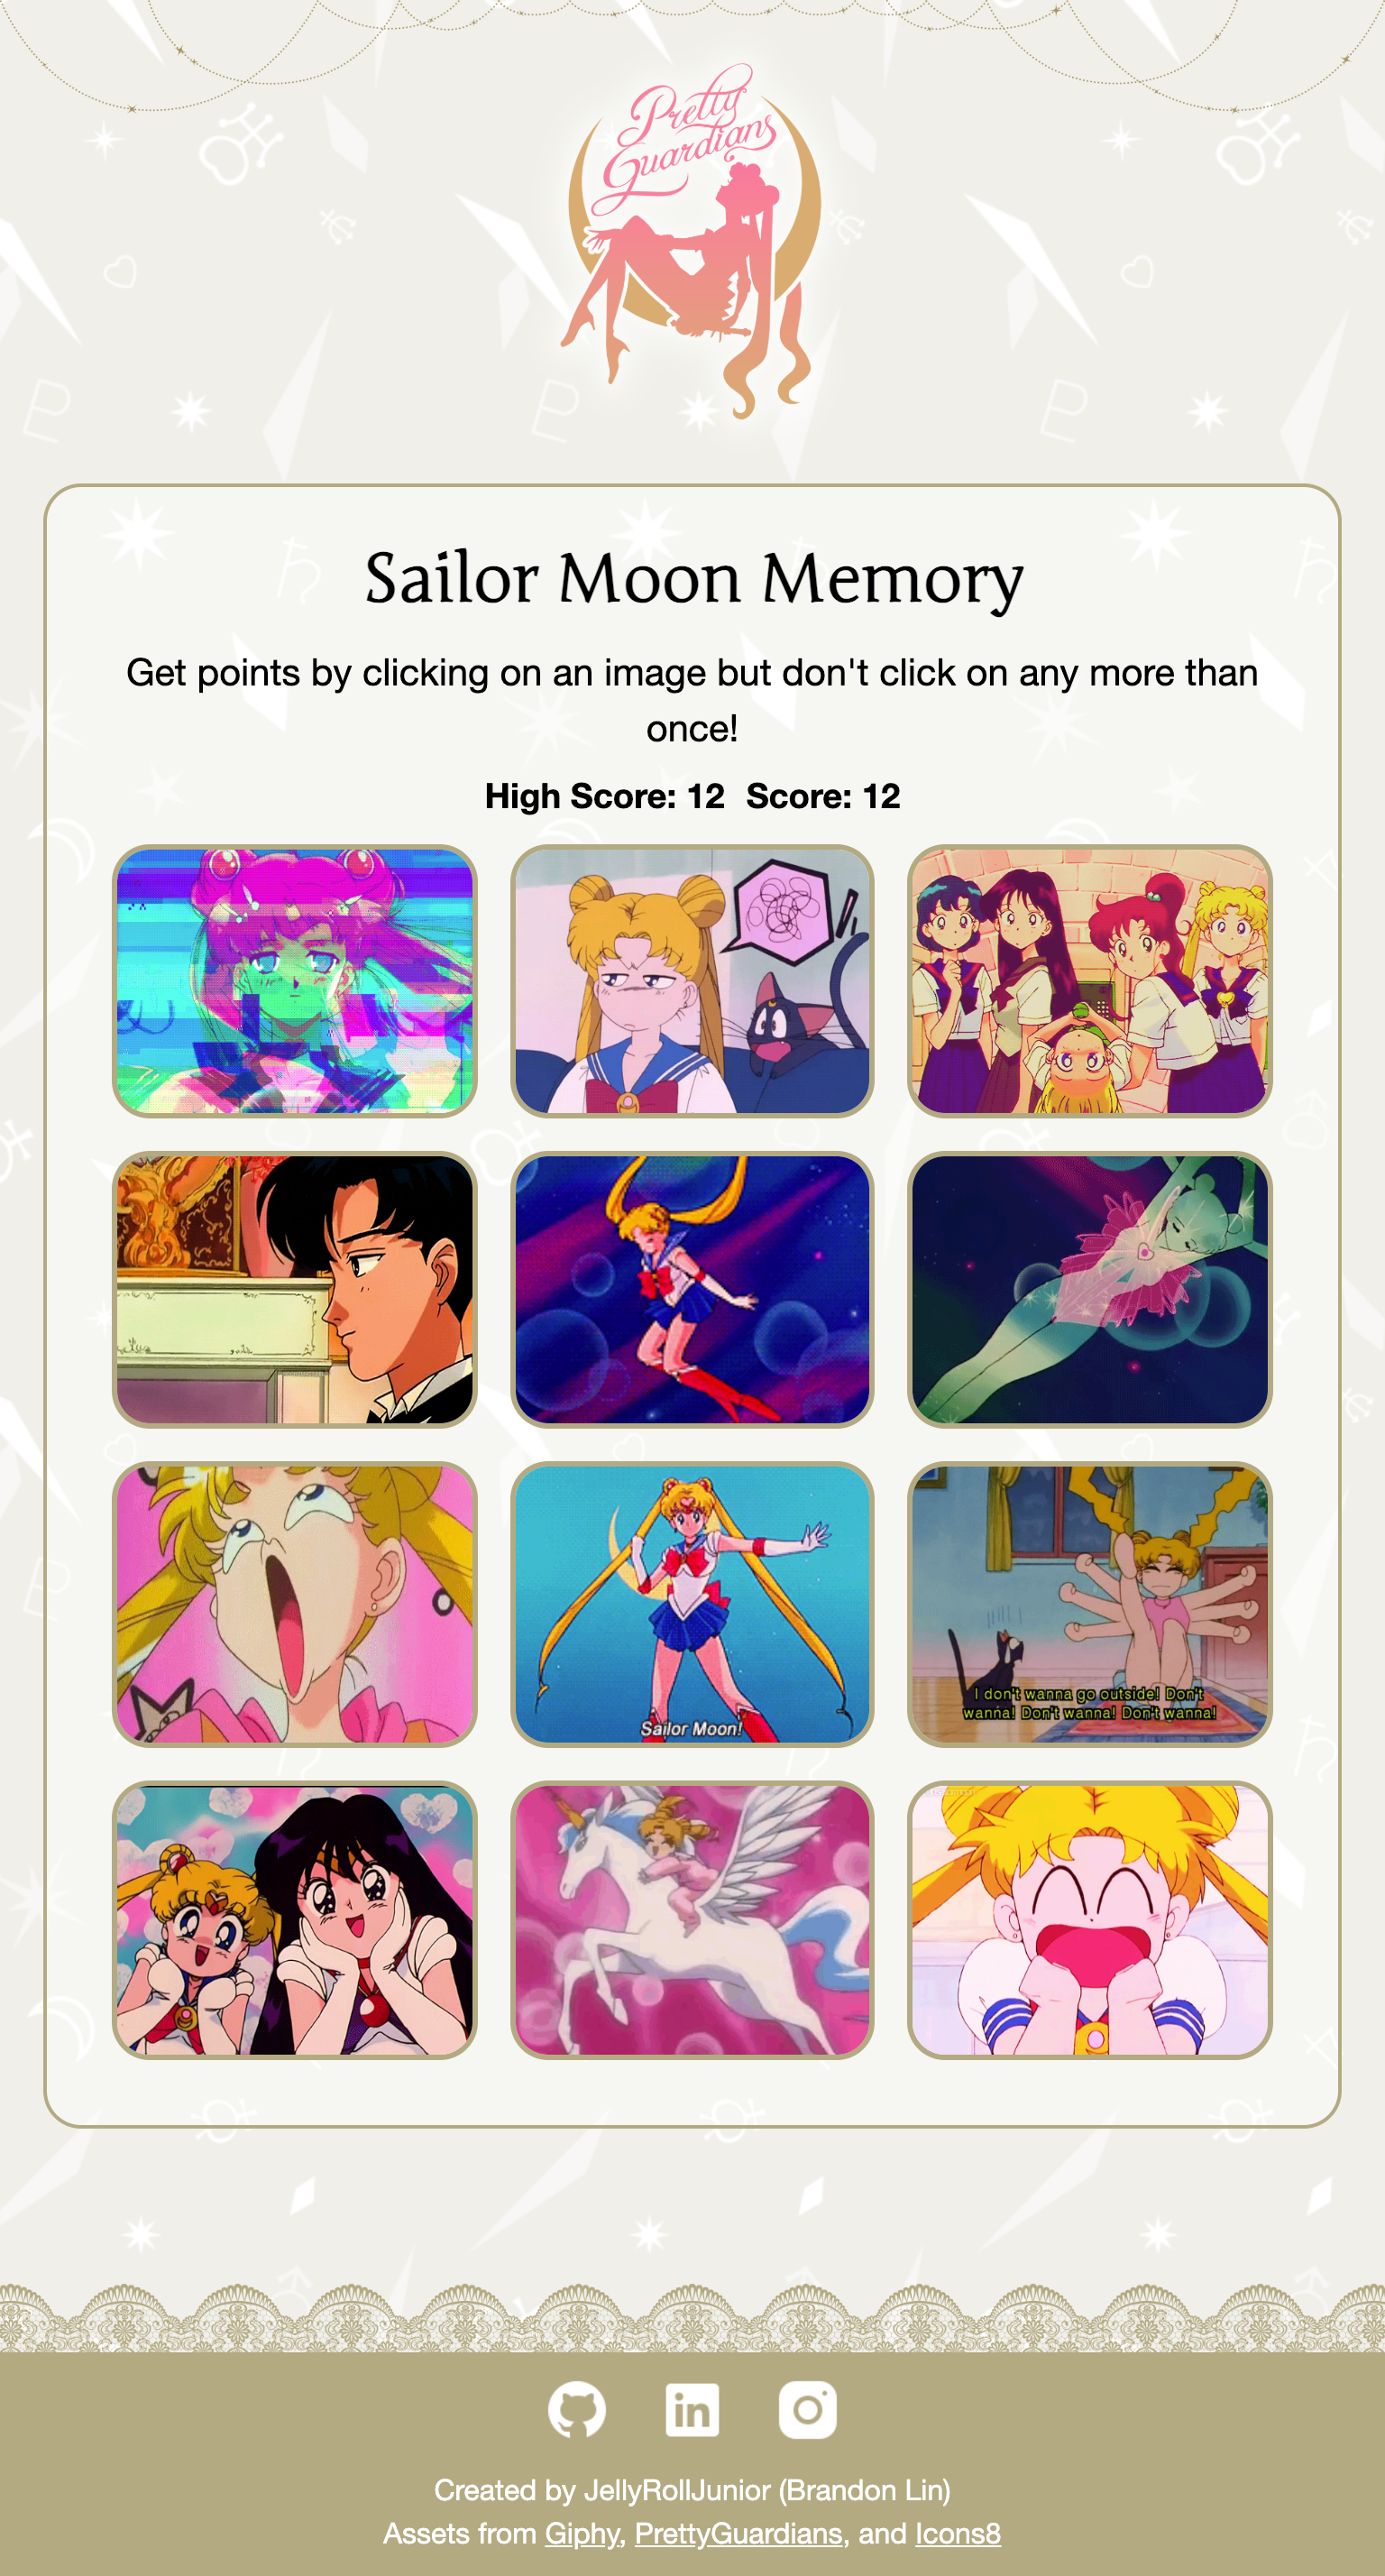 Pretty
Guardians
Sailor Moon Memory
Get points by clicking on an image but don't click on any more than
once!
High Score: 12 Score: 12
Sailor Moon!
I don't wanna go outside! Don't
wanna! Don't wanna! Don't wanna!
Created by JellyRollJunior (Brandon Lin)
Assets from Giphy, PrettyGuardians, and Icons8